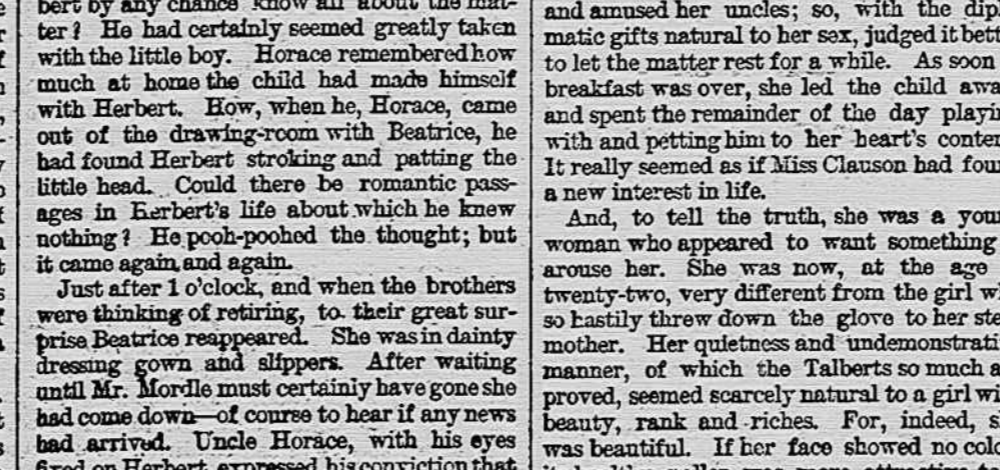 bert by any chance know all about the mat-
ter? He had certainly seemed greatly taken
with the little boy. Horace remembered how
much at home the child had made himself
with Herbert. How, when he, Horace, came
out of the drawing-room with Beatrice, he
had found Herbert stroking and patting the
little head. Could there be romantic pass-
ages in Herbert's life about which he knew
nothing? He pooh-poohed the thought; but
it came again and again.
Just after 1 o'clock, and when the brothers
were thinking of retiring, to their great sur-
prise Beatrice reappeared. She was in dainty
dressing gown and slippers. After waiting
until Mr. Mordle must certainly have gone she
had come down—of course to hear if any news
had arrived. Uncle Horace, with his eyes
fixed on Herbert expressed his conviction that
and amused her uncles; so, with the dip
matic gifts natural to her sex, judged it bett
to let the matter rest for a while. As soon
breakfast was over, she led the child awa
and spent the remainder of the day playi
with and petting him to her heart's conter
It really seemed as if Miss Clauson had four
a new interest in life.
And, to tell the truth, she was a your
woman who appeared to want something
arouse her. She was now, at the age
twenty-two, very different from the girl w
so hastily threw down the glove to her ste
mother. Her quietness and undemonstrati
manner, of which the Talberts so much a
proved, seemed scarcely natural to a girl wi
beauty, rank and riches. For, indeed, s
was beautiful. If her face showed no colo